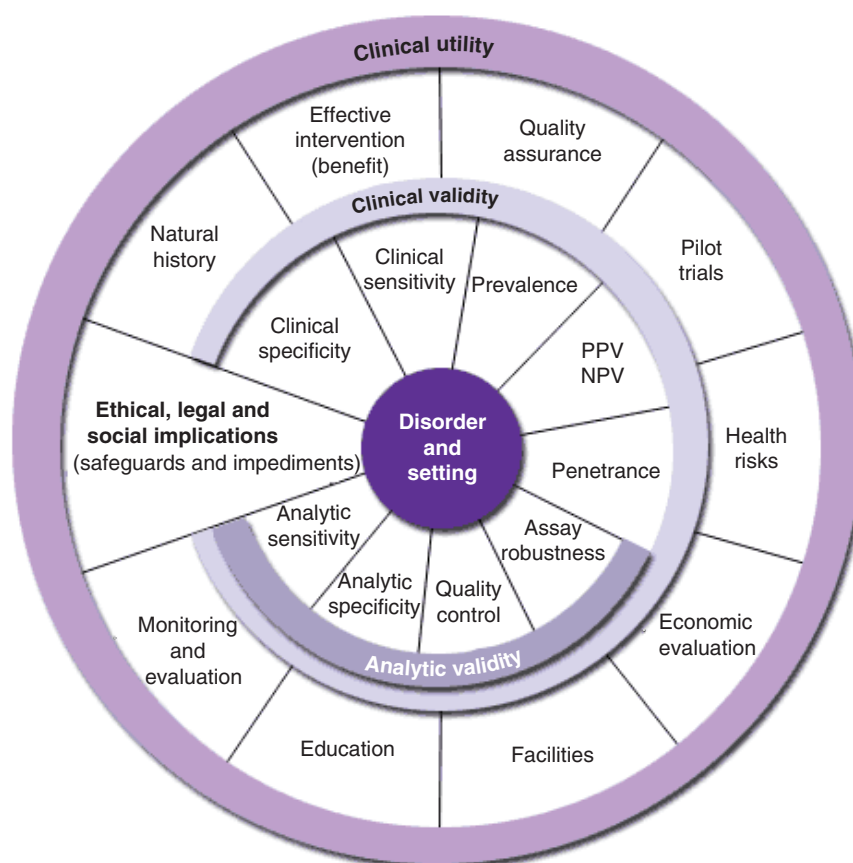 Clinical utility
Effective
intervention
(benefit)
Quality
assurance
Natural
history
Clinical validity
Pilot
trials
Clinical
sensitivity
Prevalence
Clinical
specificity
PPV
NPV
Ethical, legal and
social implications
(safeguards and impediments)
Disorder
and
setting
Health
risks
Penetrance
Analytic
sensitivity
Assay
robustness
Analytic
specificity
Quality
control
Monitoring
and
evaluation
Analytic validity
Economic
evaluation
Education
Facilities